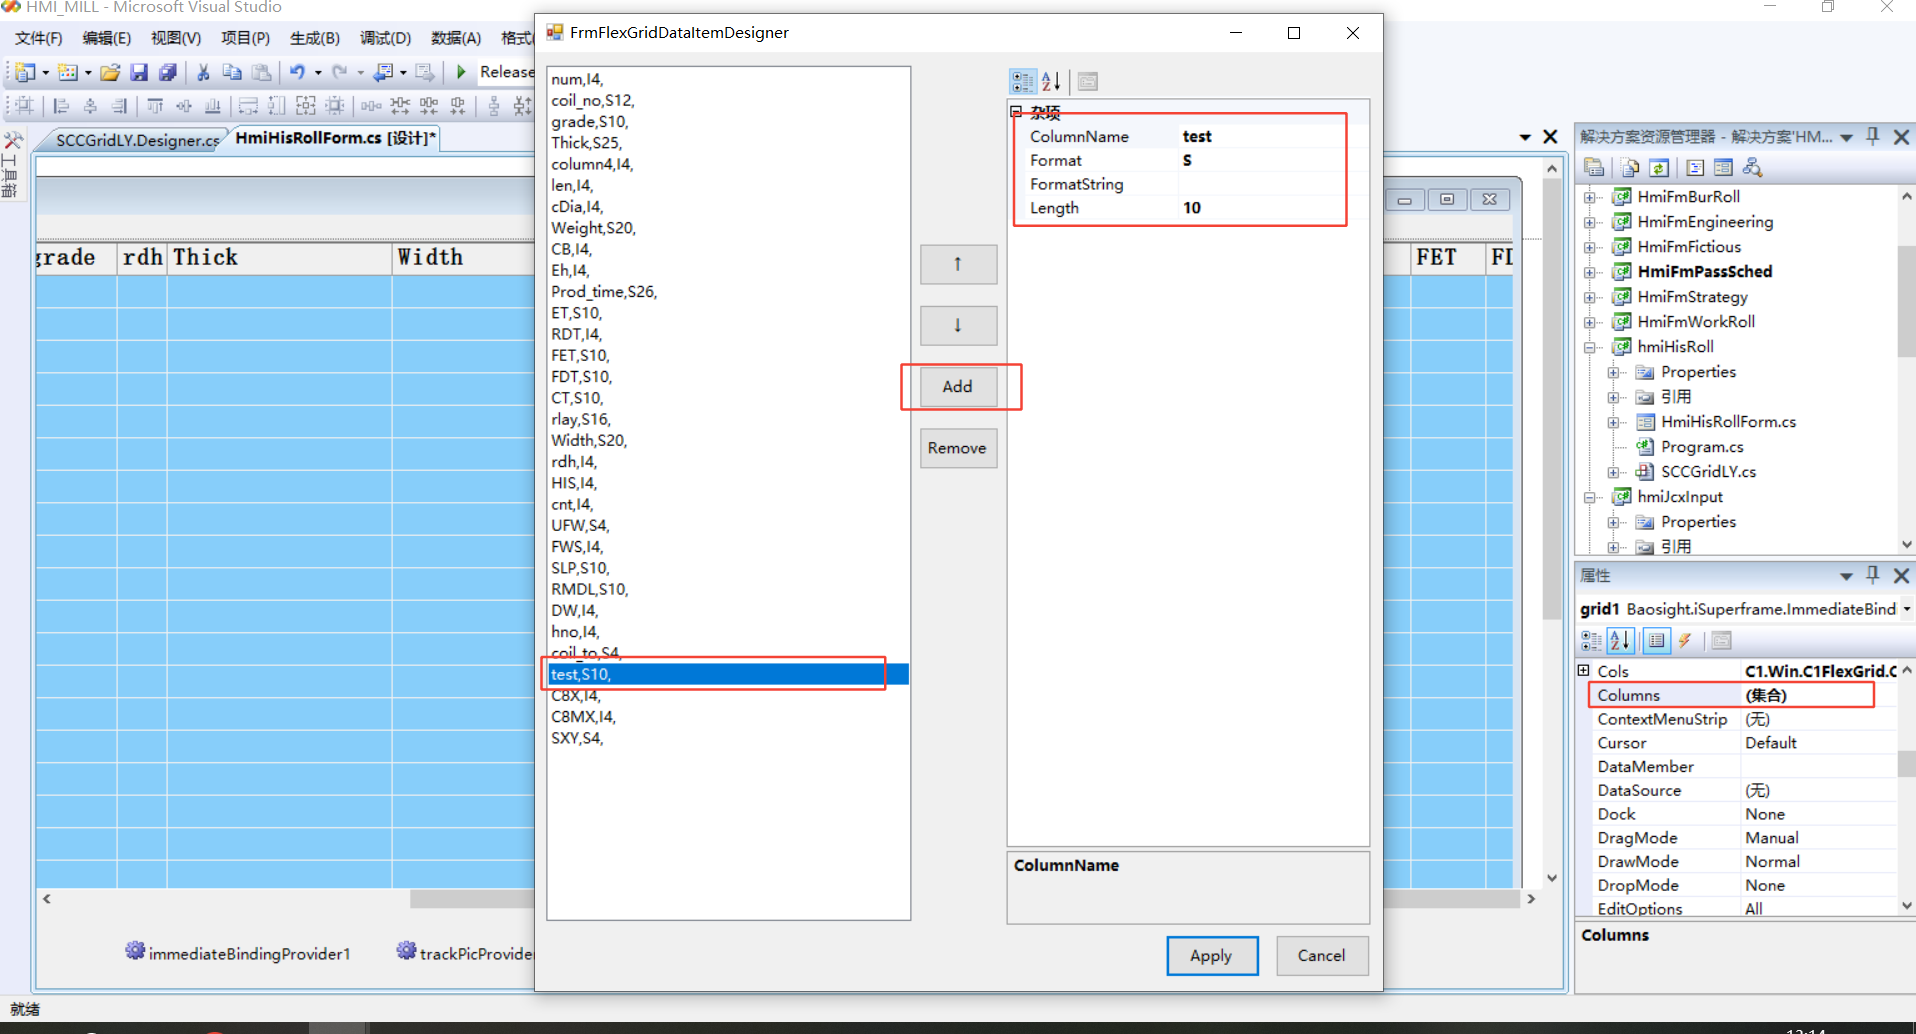 HMI_MILL - Microsoft Visual Studio
文件(F) 编辑(E) 视图(V) 项目(P) 生成(B) 调试(D) 数据(A) 格式(
Release
SCCGridLY.Designer.cs HmiHisRollForm.cs [设计]*
工具箱
grade rdh Thick Width
FET
immediateBindingProvider1 trackPicProvider
就绪
FrmFlexGridDataItemDesigner
num,I4,
coil_no,S12,
grade,S10,
Thick,S25,
column4,I4,
len,I4,
cDia,I4,
Weight,S20,
CB,I4,
Eh,I4,
Prod_time,S26,
ET,S10,
RDT,I4,
FET,S10,
FDT,S10,
CT,S10,
rlay,S16,
Width,S20,
rdh,I4,
HIS,I4,
cnt,I4,
UFW,S4,
FWS,I4,
SLP,S10,
RMDL,S10,
DW,I4,
hno,I4,
coil_to,S4,
test,S10,
C8X,I4,
C8MX,I4,
SXY,S4,
↑
↓
Add
Remove
杂项
ColumnName test
Format S
FormatString
Length 10
ColumnName
Apply Cancel
解决方案资源管理器 - 解决方案'HM...
HmiFmBurRoll
HmiFmEngineering
HmiFmFictious
HmiFmPassSched
HmiFmStrategy
HmiFmWorkRoll
hmiHisRoll
Properties
引用
HmiHisRollForm.cs
Program.cs
SCCGridLY.cs
hmiJcxInput
Properties
引用
属性
grid1 Baosight.iSuperframe.ImmediateBind
Cols C1.Win.C1FlexGrid.C
Columns (集合)
ContextMenuStrip (无)
Cursor Default
DataMember
DataSource (无)
Dock None
DragMode Manual
DrawMode Normal
DropMode None
EditOptions All
Columns